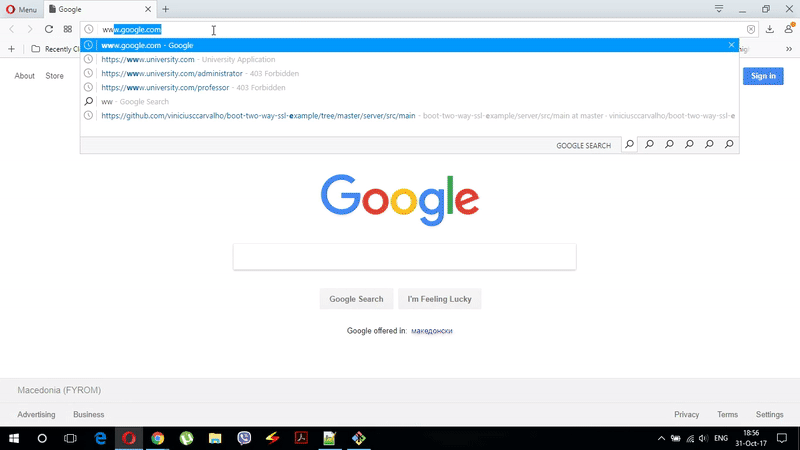 Menu
Google
www.google.com
Recently Cl
www.google.com - Google
https://www.university.com - University Application
https://www.university.com/administrator - 403 Forbidden
https://www.university.com/professor - 403 Forbidden
ww - Google Search
https://github.com/viniciusccarvalho/boot-two-way-ssl-example/tree/master/server/src/main - boot-two-way-ssl-example/server/src/main at master · viniciusccarvalho/boot-two-way-ssl-e
GOOGLE SEARCH
About
Store
Sign in
Google
Google Search
I'm Feeling Lucky
Google offered in: македонски
Macedonia (FYROM)
Advertising
Business
Privacy
Terms
Settings
ENG
18:56
31-Oct-17